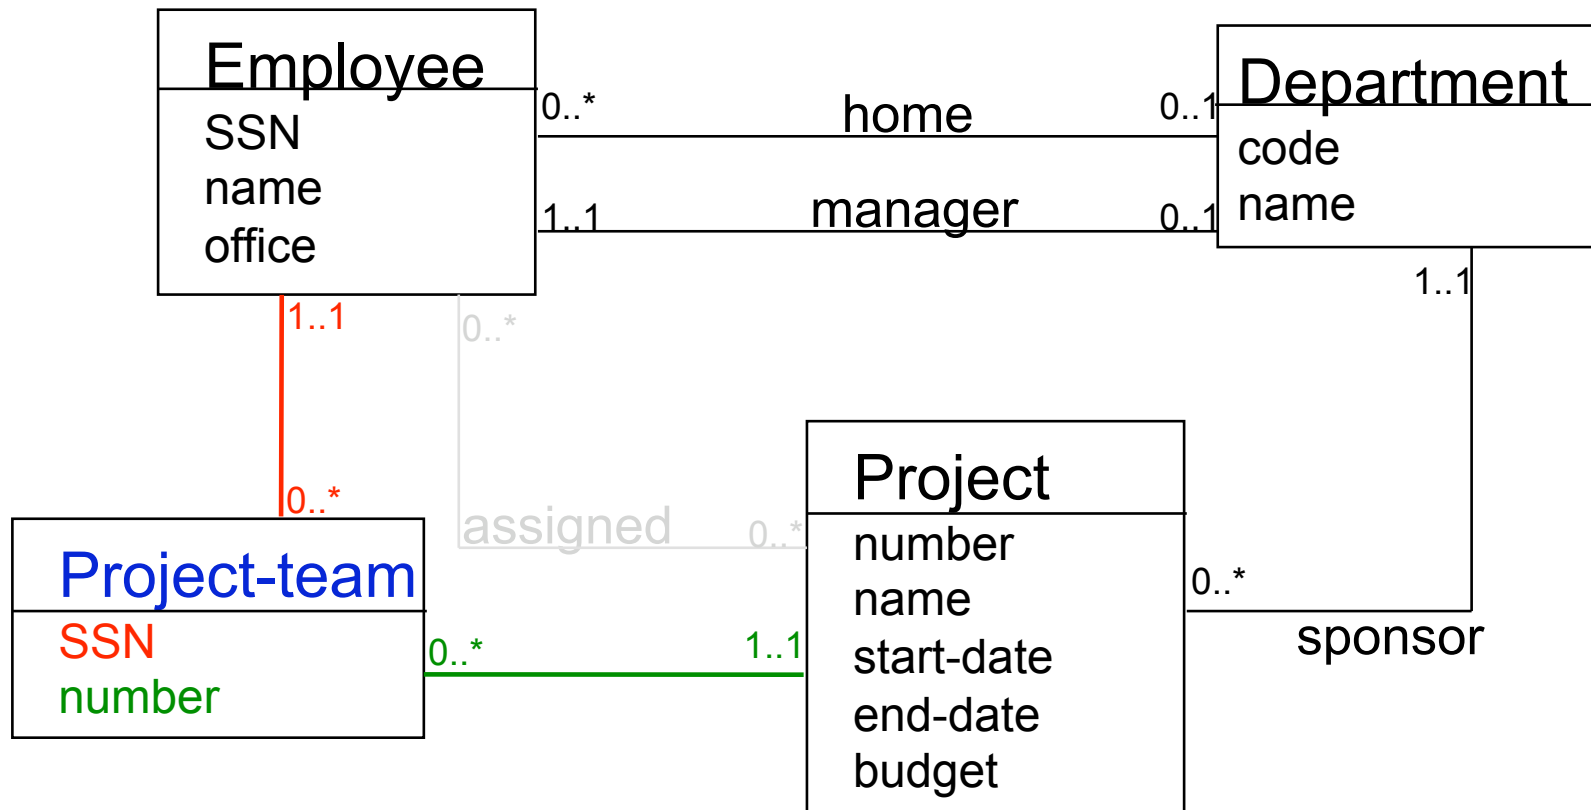 Employee
SSN
name
office
0..*
home
0..1
1..1
manager
0..1
Department
code
name
1..1
1..1
0..*
0..*
assigned
0..*
Project-team
SSN
number
0..*
1..1
Project
number
name
start-date
end-date
budget
0..*
sponsor